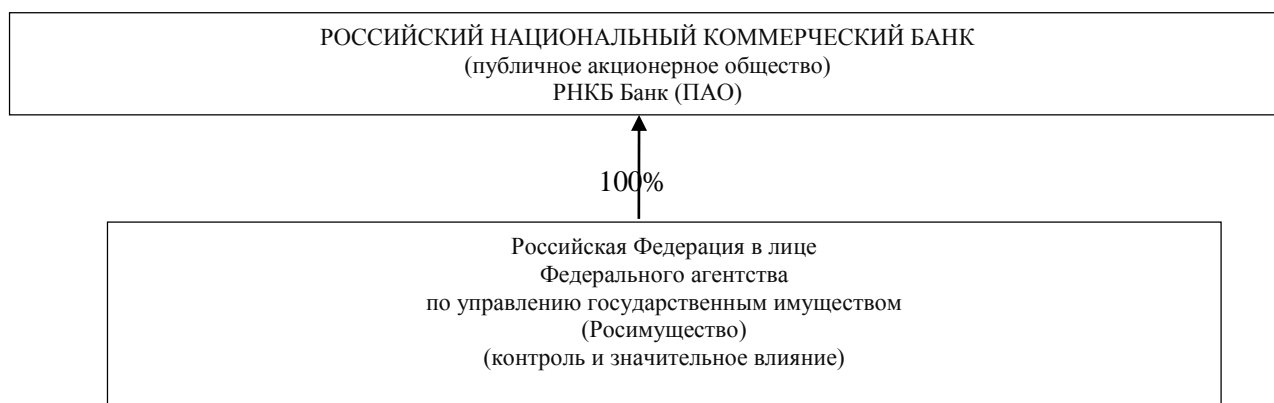 РОССИЙСКИЙ НАЦИОНАЛЬНЫЙ КОММЕРЧЕСКИЙ БАНК
(публичное акционерное общество)
РНКБ Банк (ПАО)
100%
Российская Федерация в лице
Федерального агентства
по управлению государственным имуществом
(Росимущество)
(контроль и значительное влияние)